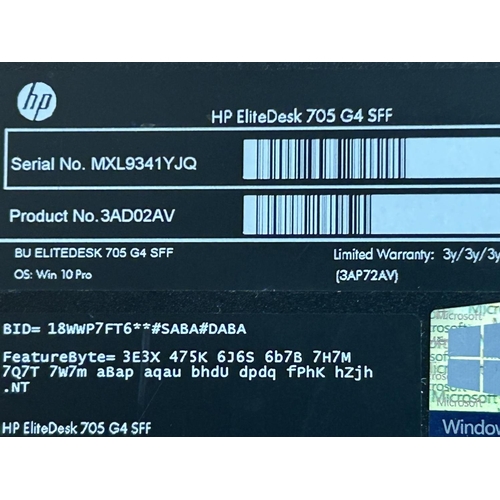 hp
HP EliteDesk 705 G4 SFF
Serial No. MXL9341YJQ
Product No.3AD02AV
BU ELITEDESK 705 G4 SFF
Limited Warranty: 3y/3y/3y
OS: Win 10 Pro
(3AP72AV)
BID= 18WWP7FT6**#SABA#DABA
FeatureByte= 3E3X 475K 6J6S 6b7B 7H7M
7Q7T 7W7m aBap aqau bhdU dpdq fPhK hZjh
.NT
HP EliteDesk 705 G4 SFF
Microsoft
Microsoft
Window